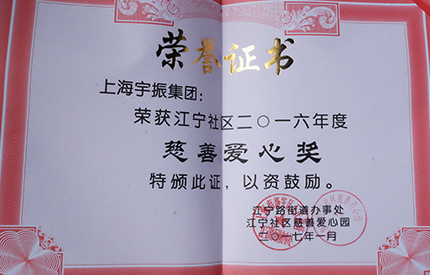 荣誉证书
上海宇振集团：
荣获江宁社区二〇一六年度
慈善爱心奖
特颁此证，以资鼓励。
江宁路街道办事处
江宁社区慈善爱心园
二〇一七年一月